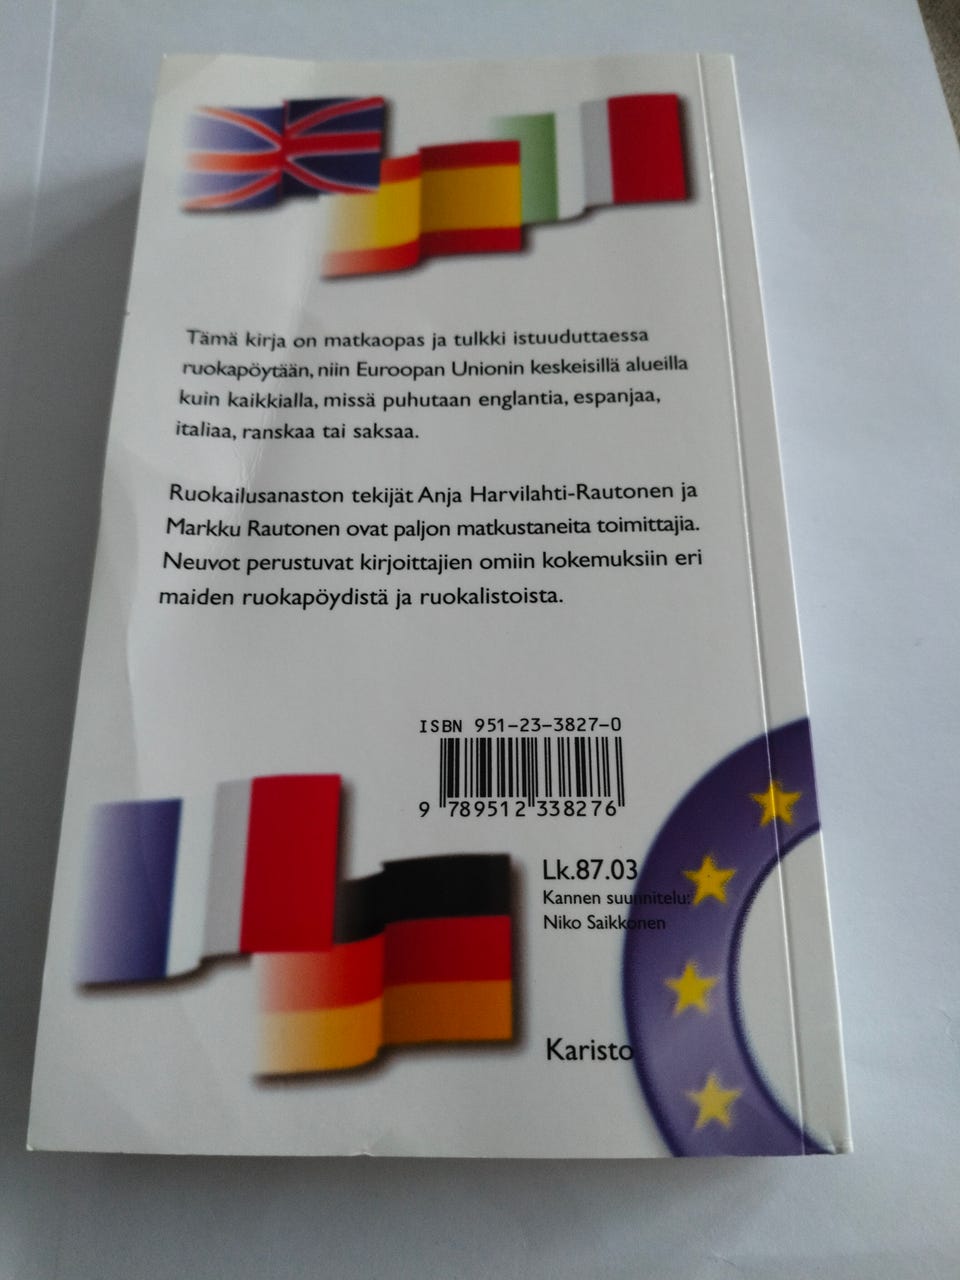 Tämä kirja on matkaopas ja tulkki istuuduttaessa
ruokapöytään, niin Euroopan Unionin keskeisillä alueilla
kuin kaikkialla, missä puhutaan englantia, espanjaa,
italiaa, ranskaa tai saksaa.
Ruokailusanaston tekijät Anja Harvilahti-Rautonen ja
Markku Rautonen ovat paljon matkustaneita toimittajia.
Neuvot perustuvat kirjoittajien omiin kokemuksiin eri
maiden ruokapöydistä ja ruokalistoista.
ISBN 951-23-3827-0
9 789512 338276
Lk.87.03
Kannen suunnitelu:
Niko Saikkonen
Karisto